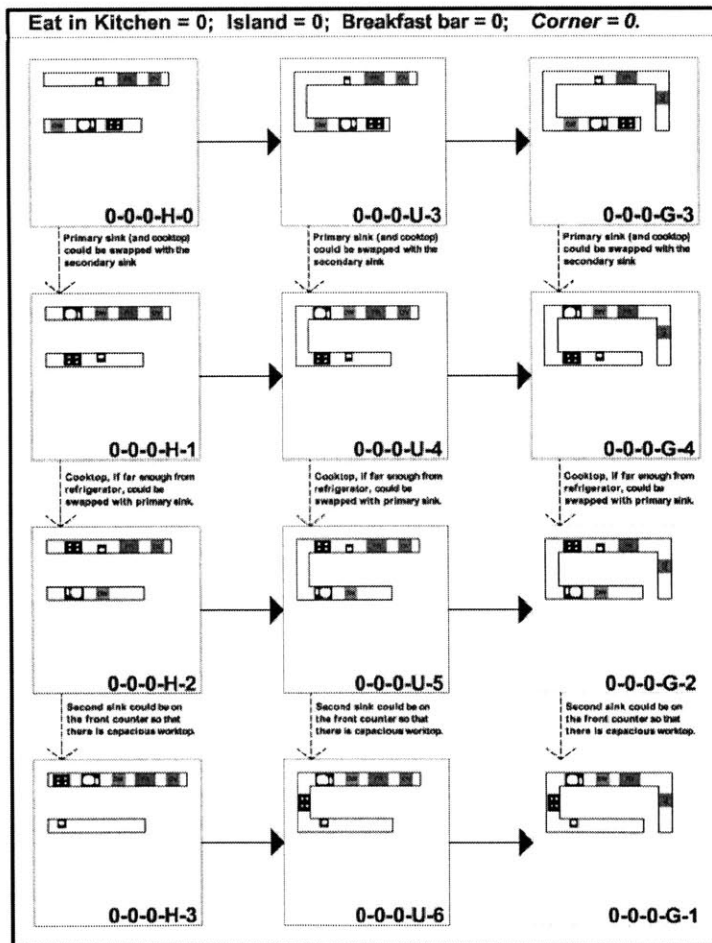 Eat in Kitchen = 0; Island = 0; Breakfast bar = 0; Corner = 0.
0-0-0-H-0
0-0-0-U-3
0-0-0-G-3
Primary sink (and cooktop)
could be swapped with the
secondary sink
Primary sink (and cooktop)
could be swapped with the
secondary sink
Primary sink (and cooktop)
could be swapped with the
secondary sink
0-0-0-H-1
0-0-0-U-4
0-0-0-G-4
Cooktop, if far enough from
refrigerator, could be
swapped with primary sink.
Cooktop, if far enough from
refrigerator, could be
swapped with primary sink.
Cooktop, if far enough from
refrigerator, could be
swapped with primary sink.
0-0-0-H-2
0-0-0-U-5
0-0-0-G-2
Second sink could be on
the front counter so that
there is capacious worktop.
Second sink could be on
the front counter so that
there is capacious worktop.
Second sink could be on
the front counter so that
there is capacious worktop.
0-0-0-H-3
0-0-0-U-6
0-0-0-G-1